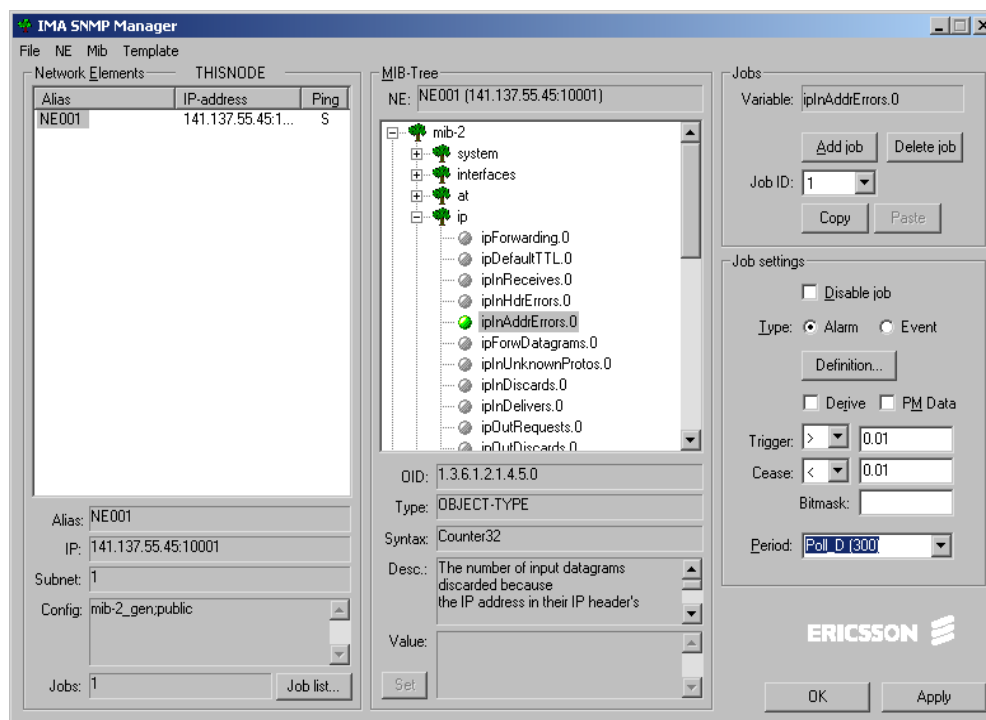 IMA SNMP Manager
File NE Mib Template
Network Elements THISNODE
Alias IP-address Ping
NE001 141.137.55.45:1... S
Alias: NE001
IP: 141.137.55.45:10001
Subnet: 1
Config: mib-2_gen;public
Jobs: 1 Job list...
MIB-Tree
NE: NE001 (141.137.55.45:10001)
mib-2
system
interfaces
at
ip
ipForwarding.0
ipDefaultTTL.0
ipInReceives.0
ipInHdrErrors.0
ipInAddrErrors.0
ipForwDatagrams.0
ipInUnknownProtos.0
ipInDiscards.0
ipInDelivers.0
ipOutRequests.0
ipOutDiscards.0
OID: 1.3.6.1.2.1.4.5.0
Type: OBJECT-TYPE
Syntax: Counter32
Desc.: The number of input datagrams
discarded because
the IP address in their IP header's
Value:
Set
Jobs
Variable: ipInAddrErrors.0
Add job Delete job
Job ID: 1
Copy Paste
Job settings
Disable job
Type: Alarm Event
Definition...
Derive PM Data
Trigger: > 0.01
Cease: < 0.01
Bitmask:
Period: Poll_D (300)
ERICSSON
OK Apply